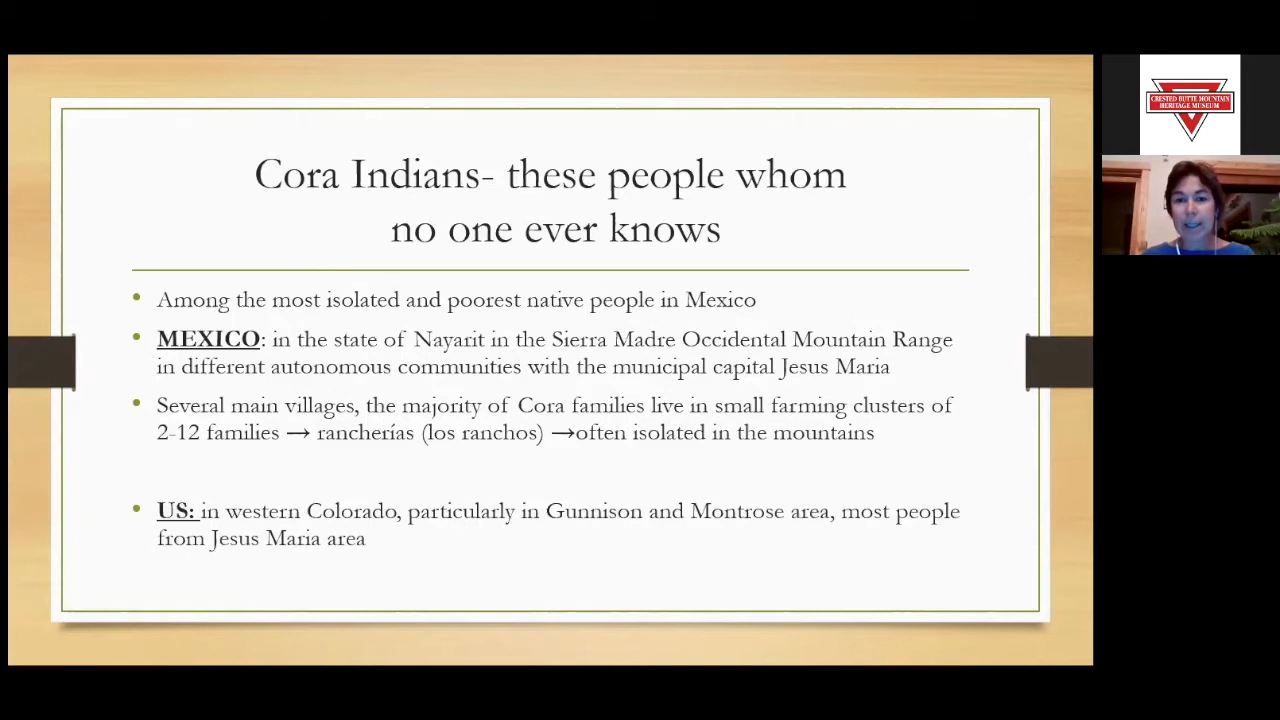 Cora Indians- these people whom
no one ever knows
• Among the most isolated and poorest native people in Mexico
• MEXICO: in the state of Nayarit in the Sierra Madre Occidental Mountain Range
in different autonomous communities with the municipal capital Jesus Maria
• Several main villages, the majority of Cora families live in small farming clusters of
2-12 families → rancherías (los ranchos) →often isolated in the mountains
• US: in western Colorado, particularly in Gunnison and Montrose area, most people
from Jesus Maria area
CRESTED BUTTE MOUNTAIN
HERITAGE MUSEUM